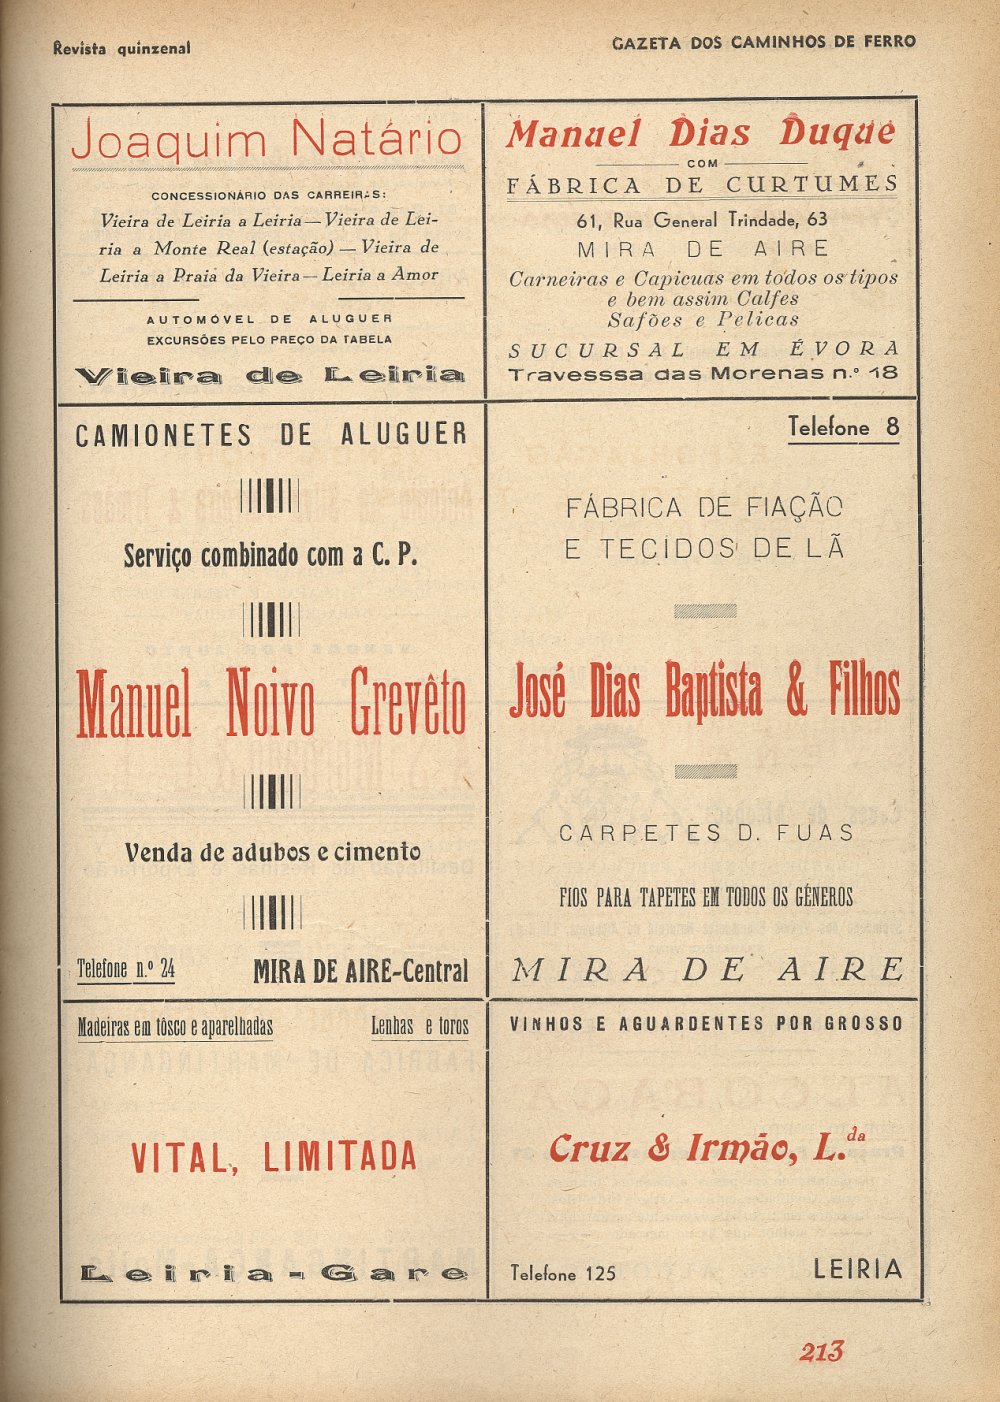 Revista quinzenal
GAZETA DOS CAMINHOS DE FERRO
Joaquim Natário
CONCESSIONÁRIO DAS CARREIRAS:
Vieira de Leiria a Leiria — Vieira de Lei-
ria a Monte Real (estação) — Vieira de
Leiria a Praia da Vieira — Leiria a Amor
AUTOMÓVEL DE ALUGUER
EXCURSÕES PELO PREÇO DA TABELA
Vieira de Leiria
Manuel Dias Duque
COM
FÁBRICA DE CURTUMES
61, Rua General Trindade, 63
MIRA DE AIRE
Carneiras e Capicuas em todos os tipos
e bem assim Calfes
Safões e Pelicas
SUCURSAL EM ÉVORA
Travesssa das Morenas n.º 18
CAMIONETES DE ALUGUER
Serviço combinado com a C. P.
Manuel Noivo Grevêto
Venda de adubos e cimento
Telefone n.º 24
MIRA DE AIRE-Central
Telefone 8
FÁBRICA DE FIAÇÃO
E TECIDOS DE LÃ
José Dias Baptista & Filhos
CARPETES D. FUAS
FIOS PARA TAPETES EM TODOS OS GÉNEROS
MIRA DE AIRE
Madeiras em tôsco e aparelhadas
Lenhas e toros
VITAL, LIMITADA
Leiria-Gare
VINHOS E AGUARDENTES POR GROSSO
Cruz & Irmão, L.da
Telefone 125
LEIRIA
213